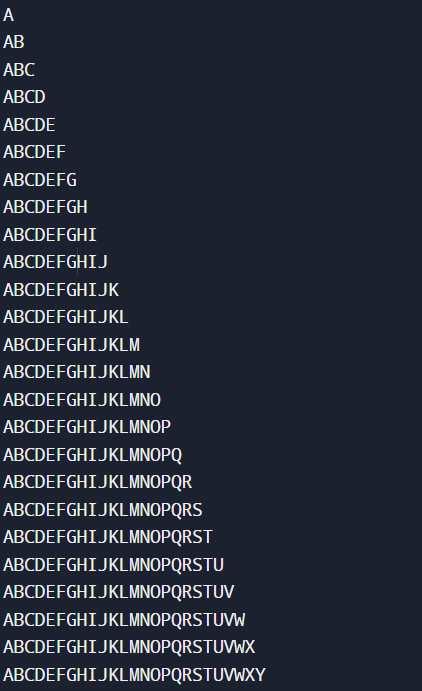 A
AB
ABC
ABCD
ABCDE
ABCDEF
ABCDEFG
ABCDEFGH
ABCDEFGHI
ABCDEFGHIJ
ABCDEFGHIJK
ABCDEFGHIJKL
ABCDEFGHIJKLM
ABCDEFGHIJKLMN
ABCDEFGHIJKLMNO
ABCDEFGHIJKLMNOP
ABCDEFGHIJKLMNOPQ
ABCDEFGHIJKLMNOPQR
ABCDEFGHIJKLMNOPQRS
ABCDEFGHIJKLMNOPQRST
ABCDEFGHIJKLMNOPQRSTU
ABCDEFGHIJKLMNOPQRSTUV
ABCDEFGHIJKLMNOPQRSTUVW
ABCDEFGHIJKLMNOPQRSTUVWX
ABCDEFGHIJKLMNOPQRSTUVWXY